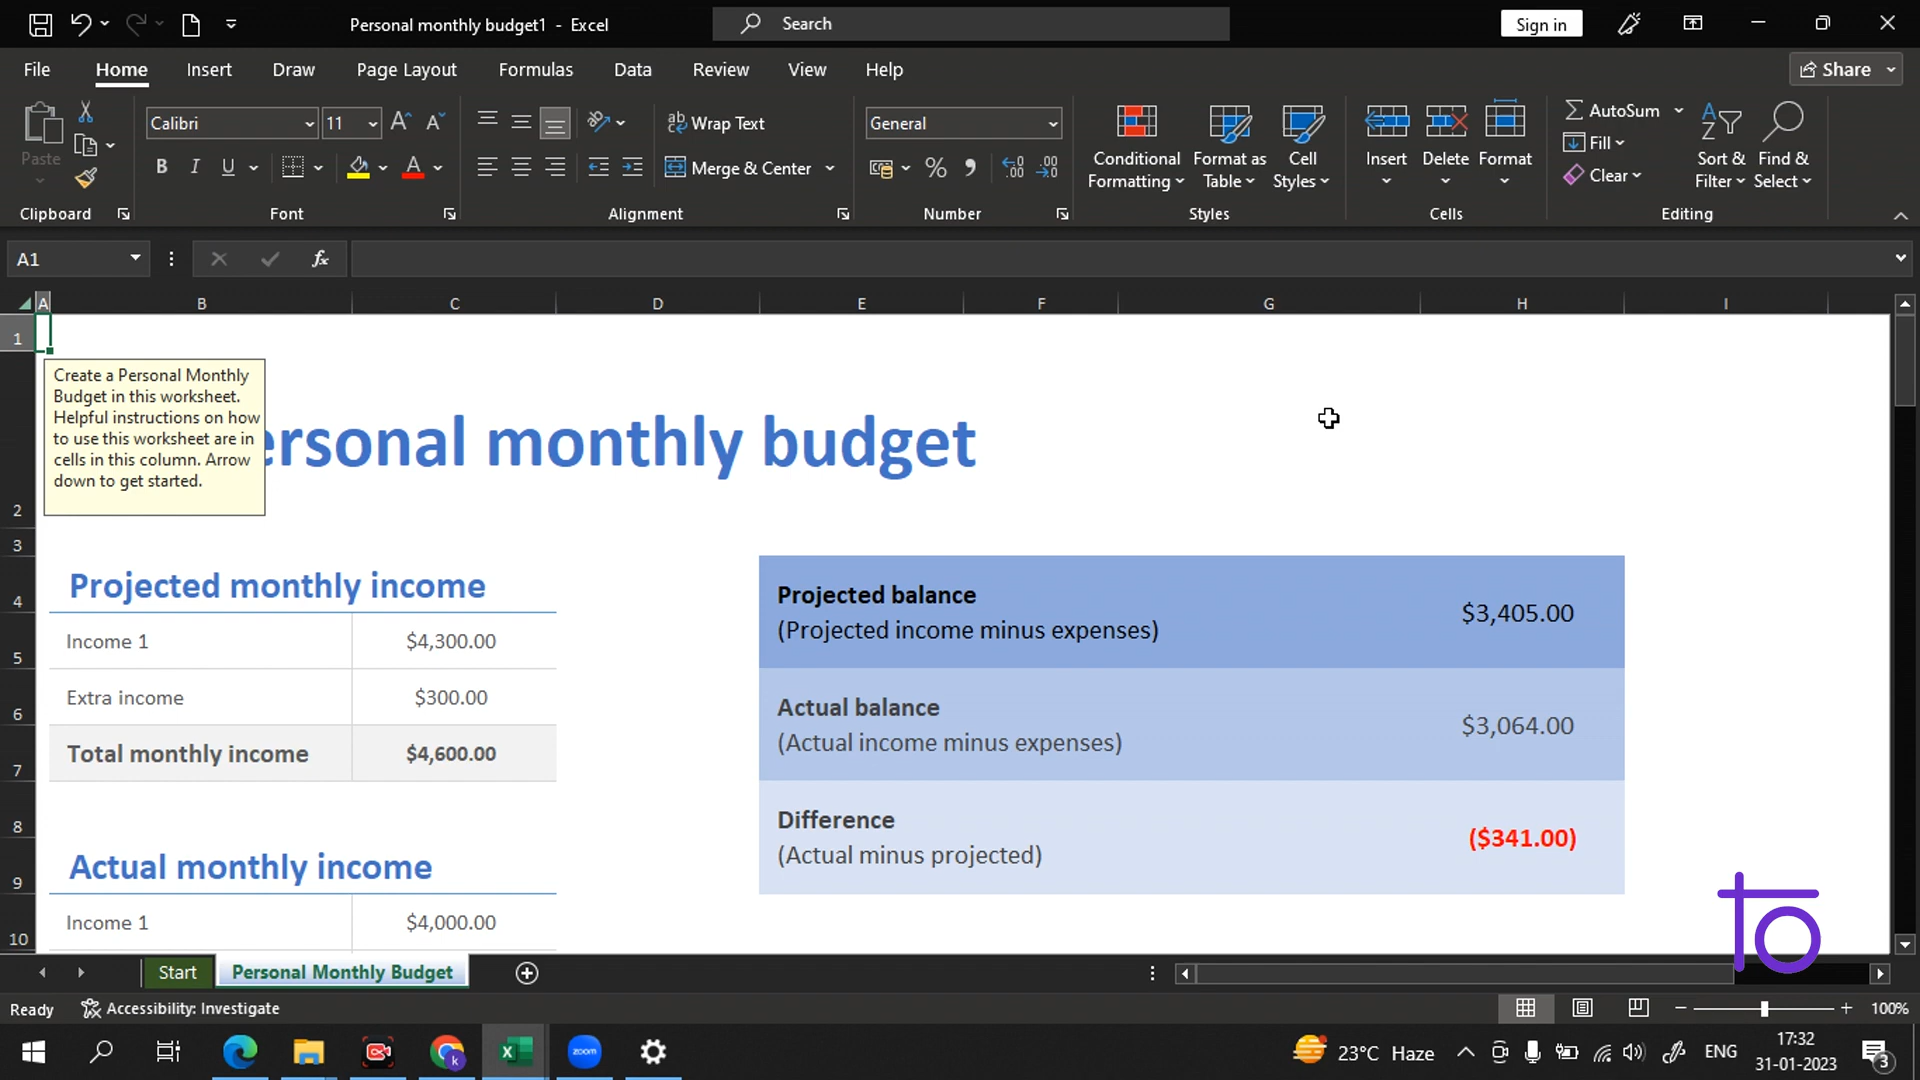 Personal monthly budget1 - Excel
Search
Sign in
File Home Insert Draw Page Layout Formulas Data Review View Help
Share
Paste
Calibri 11
Wrap Text
General
B I U
A
Merge & Center
Conditional Formatting
Format as Table
Cell Styles
Insert
Delete
Format
AutoSum
Fill
Clear
Sort & Filter
Find & Select
Clipboard Font Alignment Number Styles Cells Editing
A1
fx
A B C D E F G H I
1
Create a Personal Monthly
Budget in this worksheet.
Helpful instructions on how
to use this worksheet are in
cells in this column. Arrow
down to get started.
ersonal monthly budget
2
3
Projected monthly income
4
Income 1 $4,300.00
5
Extra income $300.00
6
Total monthly income $4,600.00
7
8
Actual monthly income
9
Income 1 $4,000.00
10
Projected balance
(Projected income minus expenses)
$3,405.00
Actual balance
(Actual income minus expenses)
$3,064.00
Difference
(Actual minus projected)
($341.00)
to
Start Personal Monthly Budget
Ready Accessibility: Investigate
100%
zoom
23°C Haze
ENG
17:32
31-01-2023
3